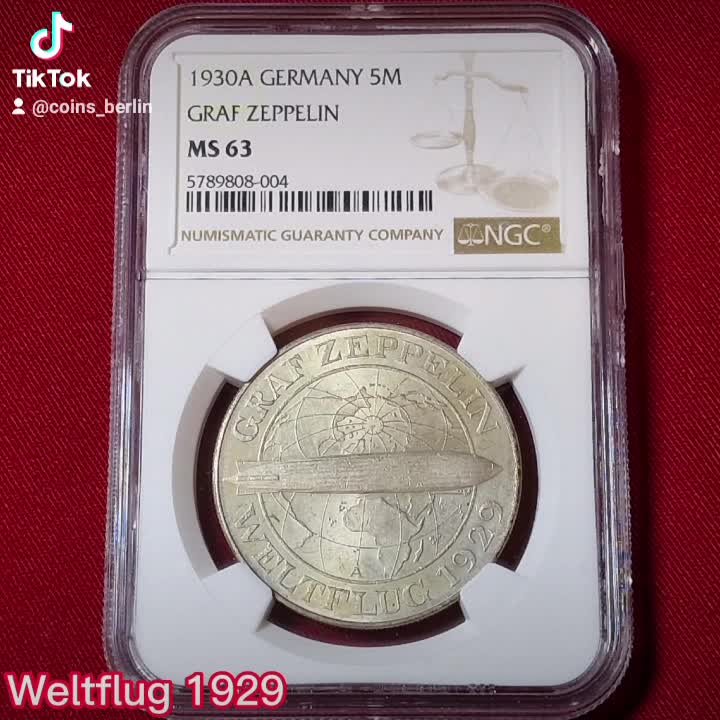 TikTok
@coins_berlin
1930A GERMANY 5M
GRAF ZEPPELIN
MS 63
5789808-004
NUMISMATIC GUARANTY COMPANY
NGC®
GRAF ZEPPELIN
A
WELTFLUG 1929
Weltflug 1929